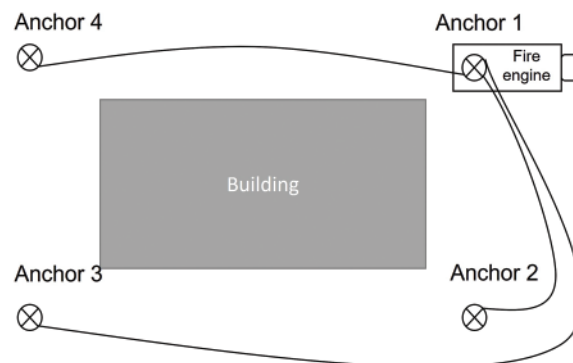 Anchor 4
Anchor 1
Fire
engine
Building
Anchor 3
Anchor 2